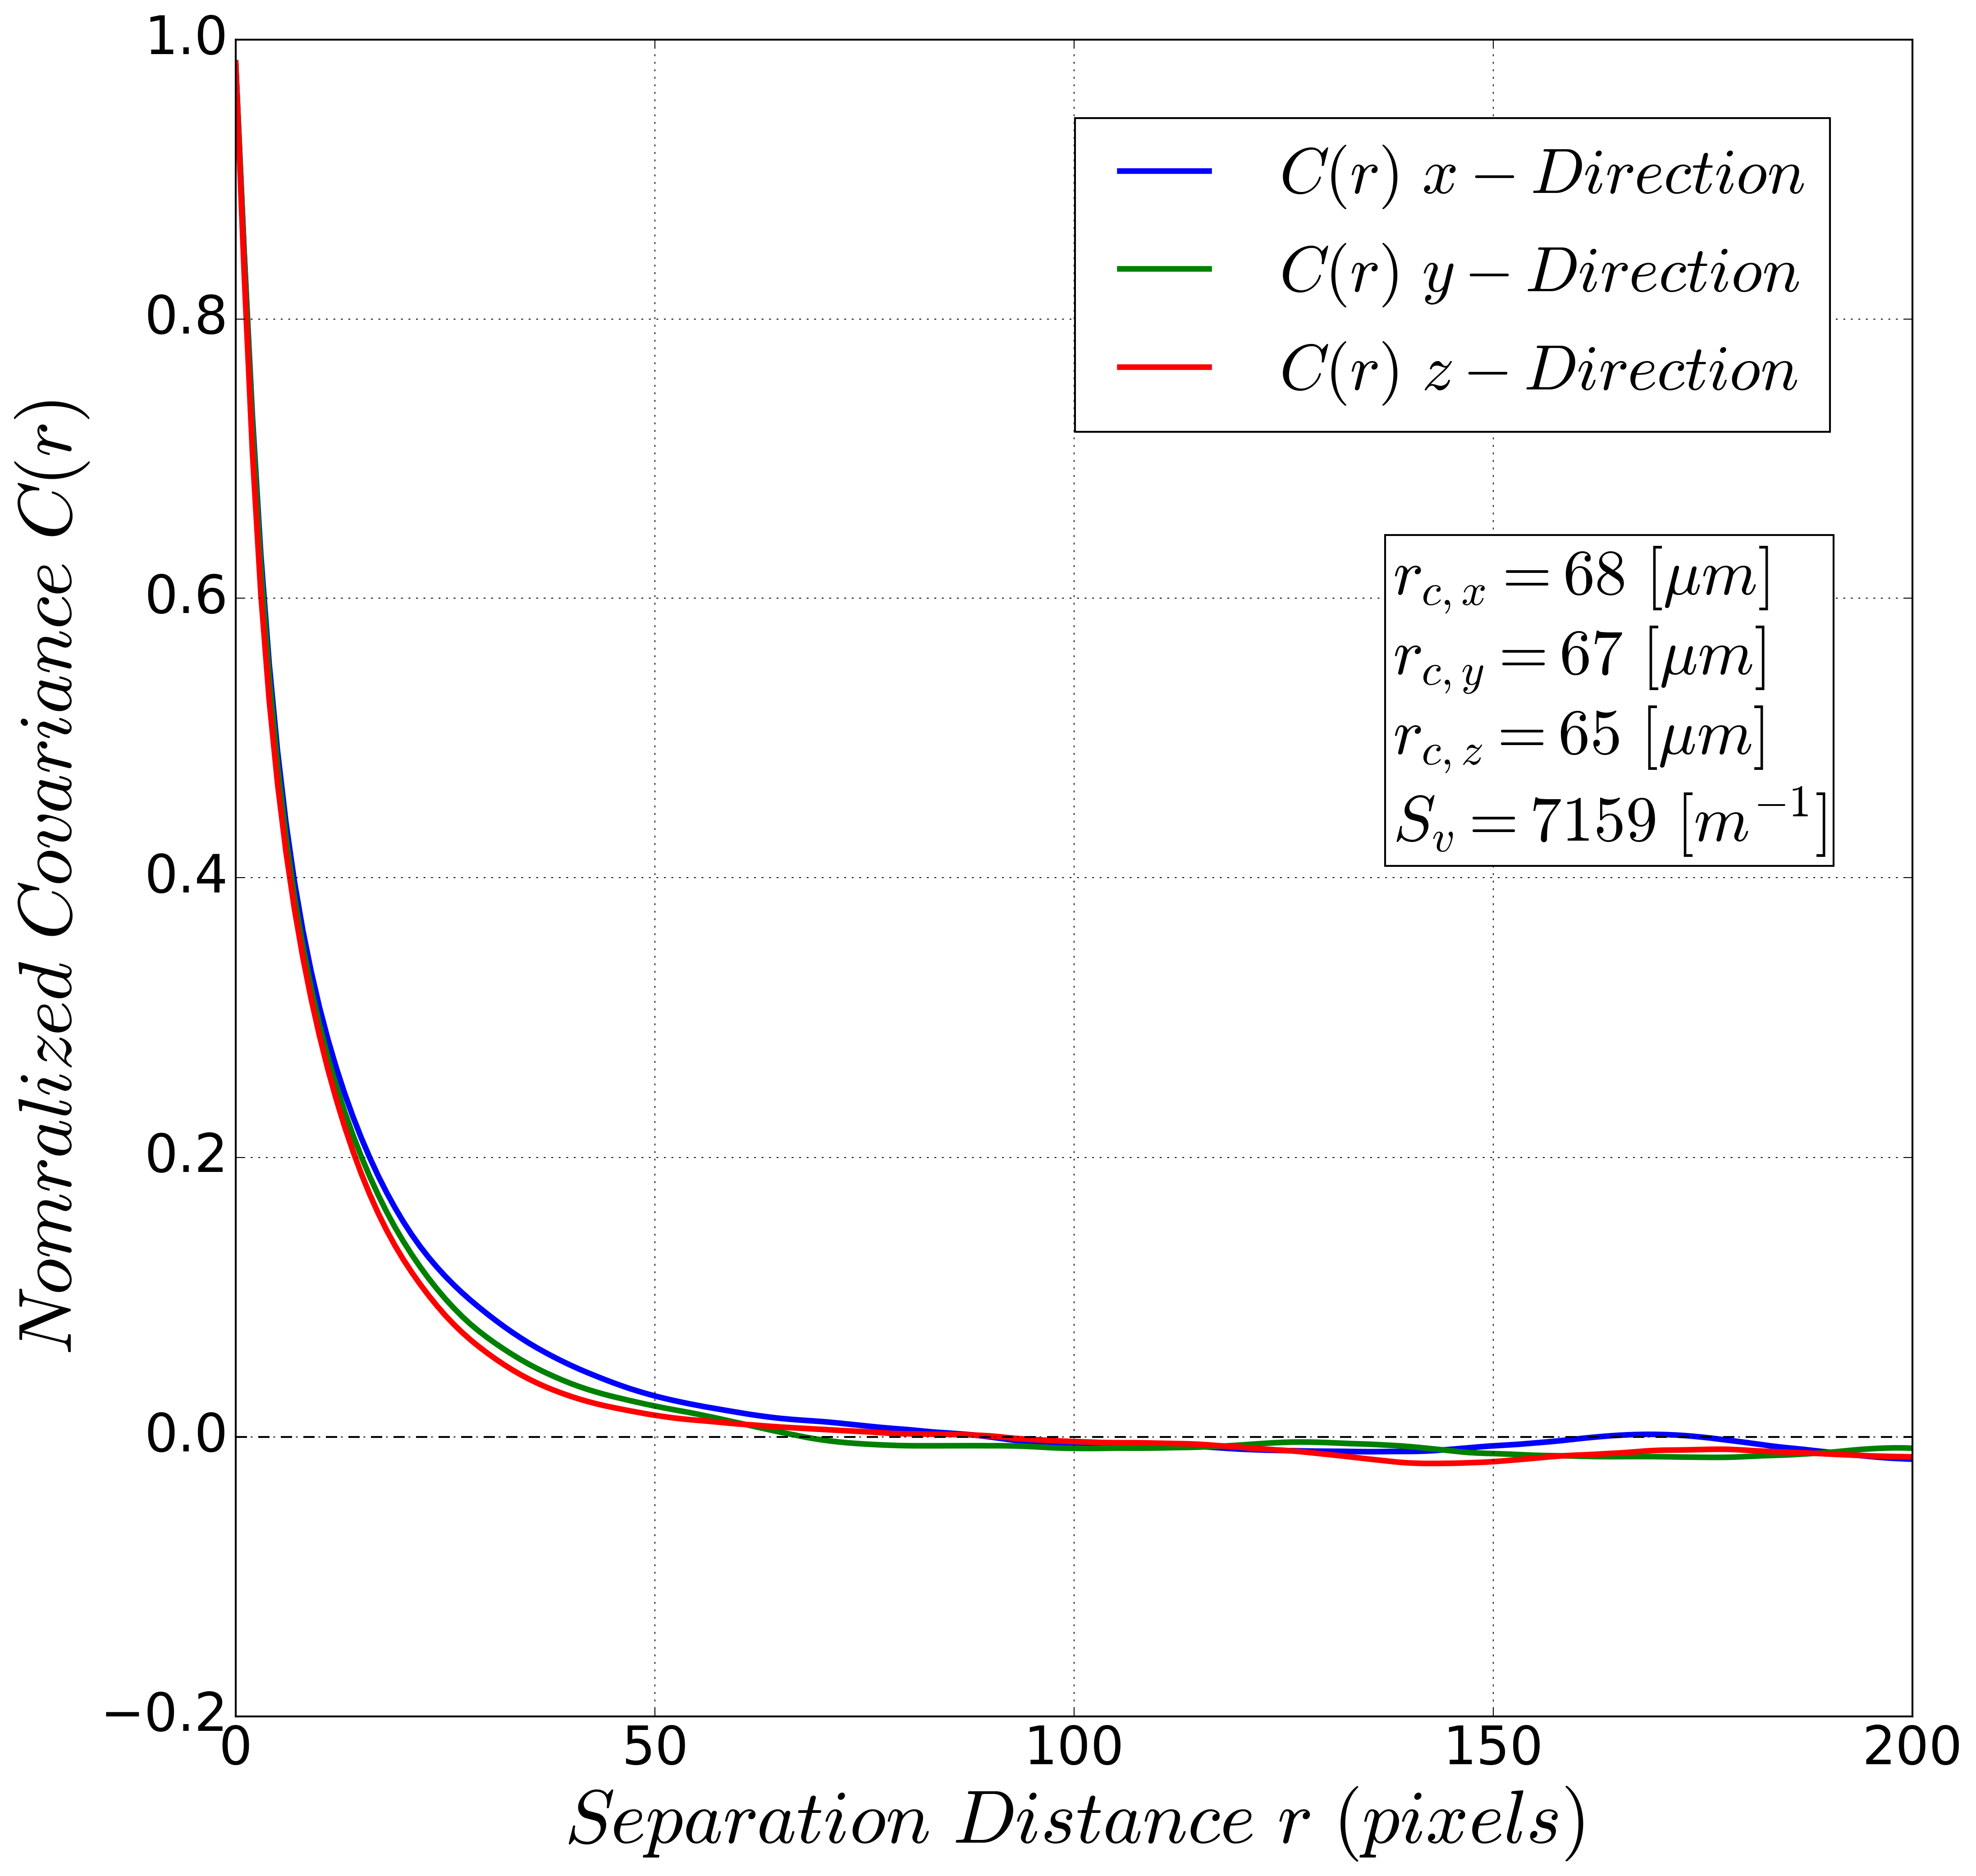 1.0
0.8
0.6
0.4
0.2
0.0
−0.2
0
50
100
150
200
Nomralized Covariance C(r)
Separation Distance r (pixels)
C(r) x − Direction
C(r) y − Direction
C(r) z − Direction
r_{c,x} = 68 [μm]
r_{c,y} = 67 [μm]
r_{c,z} = 65 [μm]
S_v = 7159 [m^{−1}]